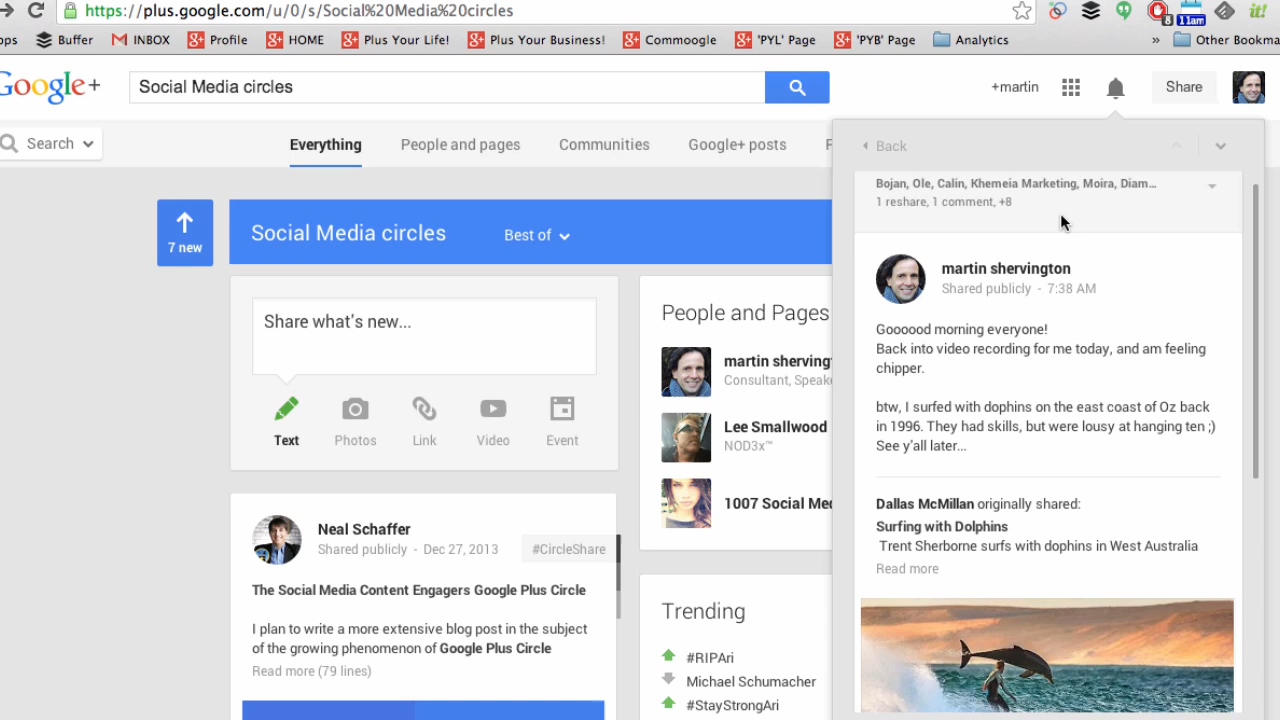 https://plus.google.com/u/0/s/Social%20Media%20circles
8
11am
it!
ops
Buffer
INBOX
Profile
HOME
Plus Your Life!
Plus Your Business!
Commoogle
'PYL' Page
'PYB' Page
Analytics
»
Other Bookma
Google+
Social Media circles
+martin
Share
Search
Everything
People and pages
Communities
Google+ posts
7 new
Social Media circles
Best of
Share what's new...
Text
Photos
Link
Video
Event
Neal Schaffer
Shared publicly - Dec 27, 2013
#CircleShare
The Social Media Content Engagers Google Plus Circle
I plan to write a more extensive blog post in the subject
of the growing phenomenon of Google Plus Circle
Read more (79 lines)
People and Pages
martin shervingt
Consultant, Speake
Lee Smallwood
NOD3x™
1007 Social Med
Trending
#RIPAri
Michael Schumacher
#StayStrongAri
Back
Bojan, Ole, Calin, Khemeia Marketing, Moira, Diam...
1 reshare, 1 comment, +8
martin shervington
Shared publicly - 7:38 AM
Goooood morning everyone!
Back into video recording for me today, and am feeling
chipper.
btw, I surfed with dophins on the east coast of Oz back
in 1996. They had skills, but were lousy at hanging ten ;)
See y'all later...
Dallas McMillan originally shared:
Surfing with Dolphins
Trent Sherborne surfs with dophins in West Australia
Read more